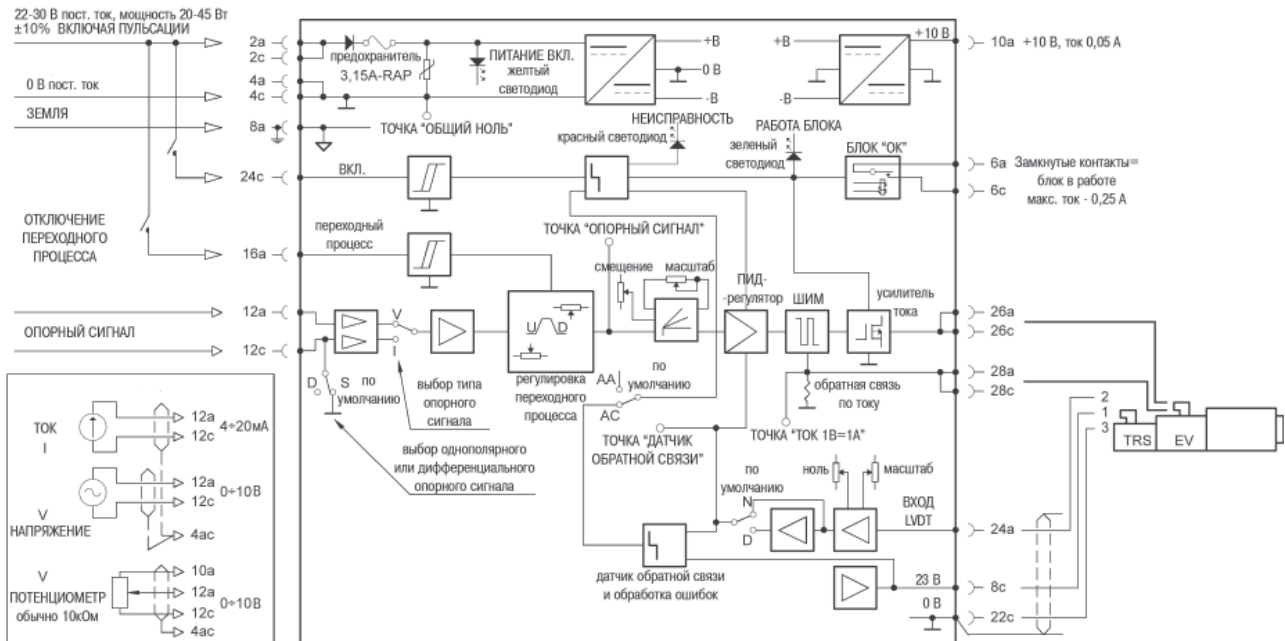 22-30 В пост. ток, мощность 20-45 Вт
±10% ВКЛЮЧАЯ ПУЛЬСАЦИИ
0 В пост. ток
ЗЕМЛЯ
ОТКЛЮЧЕНИЕ
ПЕРЕХОДНОГО
ПРОЦЕССА
ОПОРНЫЙ СИГНАЛ
2a
2c
4a
4c
8a
24c
16a
12a
12c
предохранитель
3,15A-RAP
ПИТАНИЕ ВКЛ.
желтый
светодиод
+В
0 В
-В
+В
-В
+10 В
10a +10 В, ток 0,05 А
ТОЧКА "ОБЩИЙ НОЛЬ"
НЕИСПРАВНОСТЬ
красный светодиод
РАБОТА БЛОКА
зеленый
светодиод
БЛОК "ОК"
6a
6c
Замкнутые контакты=
блок в работе
макс. ток - 0,25 А
ВКЛ.
переходный
процесс
ТОЧКА "ОПОРНЫЙ СИГНАЛ"
смещение
масштаб
ПИД-
-регулятор
ШИМ
усилитель
тока
26a
26c
28a
28c
V
I
U D
D S
по
умолчанию
выбор типа
опорного
сигнала
регулировка
переходного
процесса
AA
AC
по
умолчанию
обратная связь
по току
ТОЧКА "ТОК 1В=1А"
ТОЧКА "ДАТЧИК
ОБРАТНОЙ СВЯЗИ"
выбор однополярного
или дифференциального
опорного сигнала
по
умолчанию
N
D
ноль
масштаб
ВХОД
LVDT
24a
датчик обратной связи
и обработка ошибок
23 В
8c
0 В
22c
2
1
3
TRS
EV
ТОК
I
12a
12c
4÷20мА
V
НАПРЯЖЕНИЕ
12a
12c
0÷10В
4ac
V
ПОТЕНЦИОМЕТР
обычно 10кОм
10a
12a
12c
0÷10В
4ac